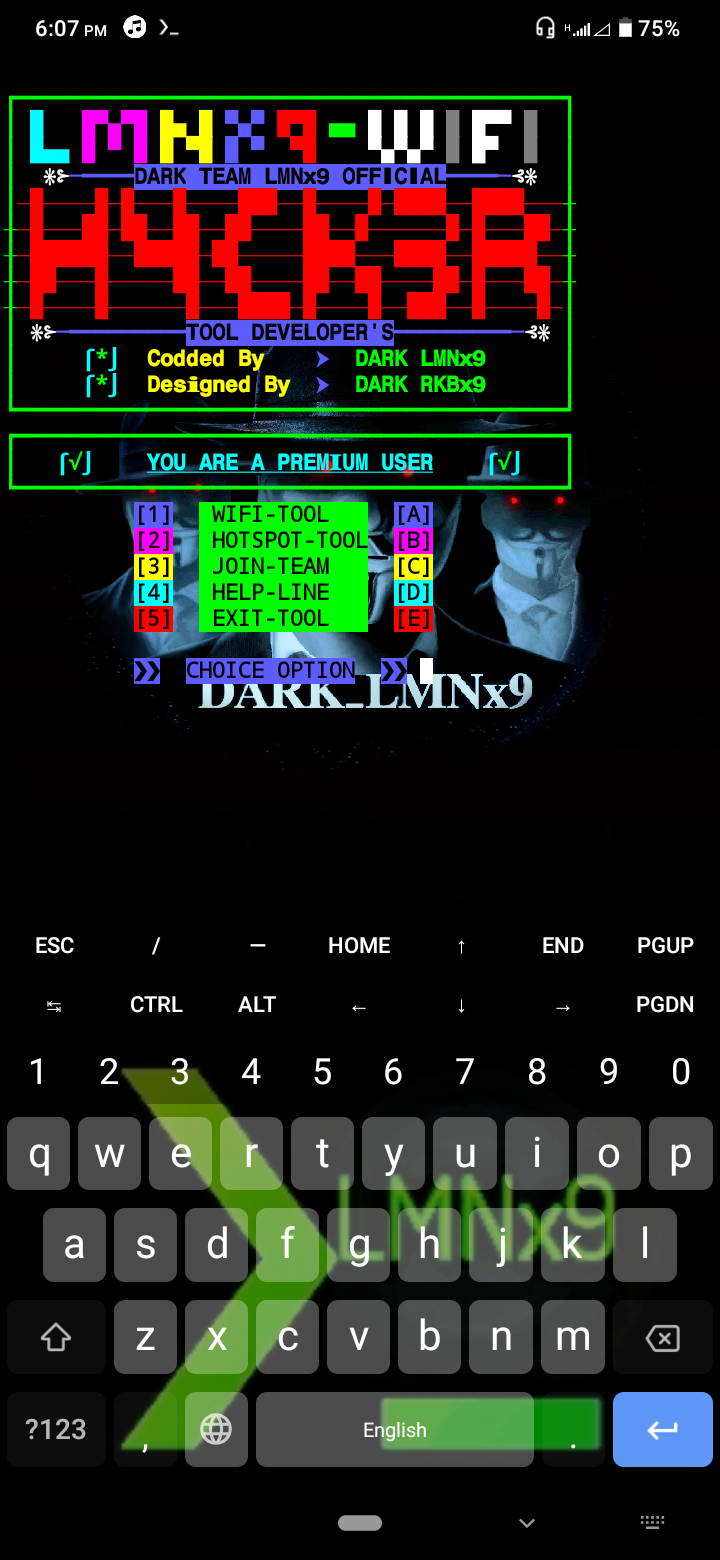 6:07 PM H 75%
LMNX9-WIFI
DARK TEAM LMNx9 OFFICIAL
H4CK3R
TOOL DEVELOPER'S
[*] Codded By > DARK LMNx9
[*] Designed By > DARK RKBx9
[√] YOU ARE A PREMIUM USER [√]
[1] WIFI-TOOL [A]
[2] HOTSPOT-TOOL [B]
[3] JOIN-TEAM [C]
[4] HELP-LINE [D]
[5] EXIT-TOOL [E]
❯❯ CHOICE OPTION ❯❯
DARK_LMNx9
ESC / — HOME ↑ END PGUP
↹ CTRL ALT ← ↓ → PGDN
1 2 3 4 5 6 7 8 9 0
q w e r t y u i o p
LMNx9
a s d f g h j k l
z x c v b n m
?123 , English .